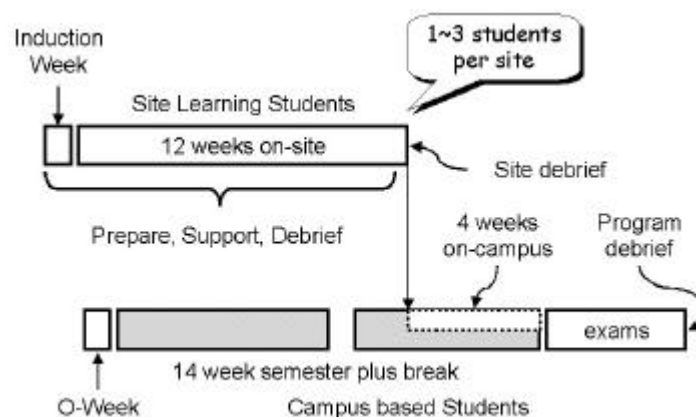 Induction
Week
1~3 students
per site
Site Learning Students
12 weeks on-site
Site debrief
Prepare, Support, Debrief
4 weeks
on-campus
Program
debrief
exams
14 week semester plus break
O-Week
Campus based Students